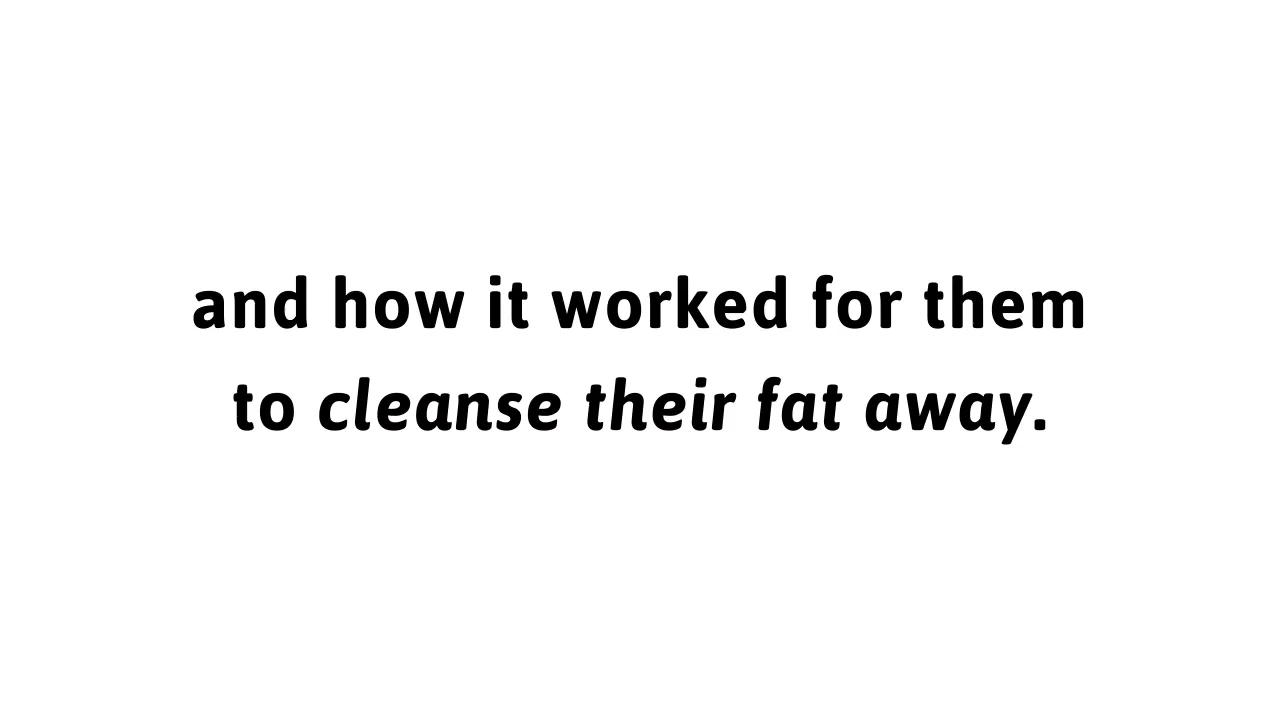 and how it worked for them
to cleanse their fat away.